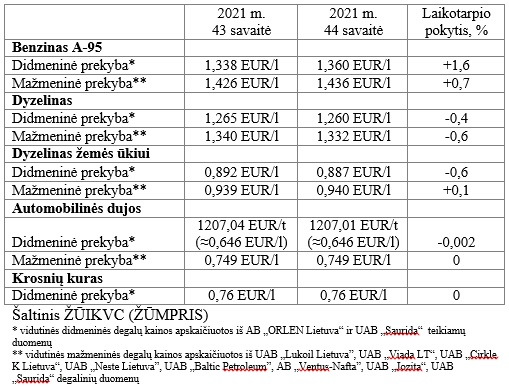 2021 m. 43 savaitė 2021 m. 44 savaitė Laikotarpio pokytis, %
Benzinas A-95
Didmeninė prekyba* 1,338 EUR/l 1,360 EUR/l +1,6
Mažmeninė prekyba** 1,426 EUR/l 1,436 EUR/l +0,7
Dyzelinas
Didmeninė prekyba* 1,265 EUR/l 1,260 EUR/l -0,4
Mažmeninė prekyba** 1,340 EUR/l 1,332 EUR/l -0,6
Dyzelinas žemės ūkiui
Didmeninė prekyba* 0,892 EUR/l 0,887 EUR/l -0,6
Mažmeninė prekyba** 0,939 EUR/l 0,940 EUR/l +0,1
Automobilinės dujos
Didmeninė prekyba* 1207,04 EUR/t (≈0,646 EUR/l) 1207,01 EUR/t (≈0,646 EUR/l) -0,002
Mažmeninė prekyba** 0,749 EUR/l 0,749 EUR/l 0
Krosnių kuras
Didmeninė prekyba* 0,76 EUR/l 0,76 EUR/l 0
Šaltinis ŽŪIKVC (ŽŪMPRIS)
* vidutinės didmeninės degalų kainos apskaičiuotos iš AB „ORLEN Lietuva“ ir UAB „Saurida“ teikiamų
duomenų
** vidutinės mažmeninės degalų kainos apskaičiuotos iš UAB „Lukoil Lietuva”, UAB „Viada LT“, UAB „Cirkle
K Lietuva“, UAB „Neste Lietuva”, UAB „Baltic Petroleum”, AB „Ventus-Nafta”, UAB „Jozita“, UAB
„Saurida“ degalinių duomenų